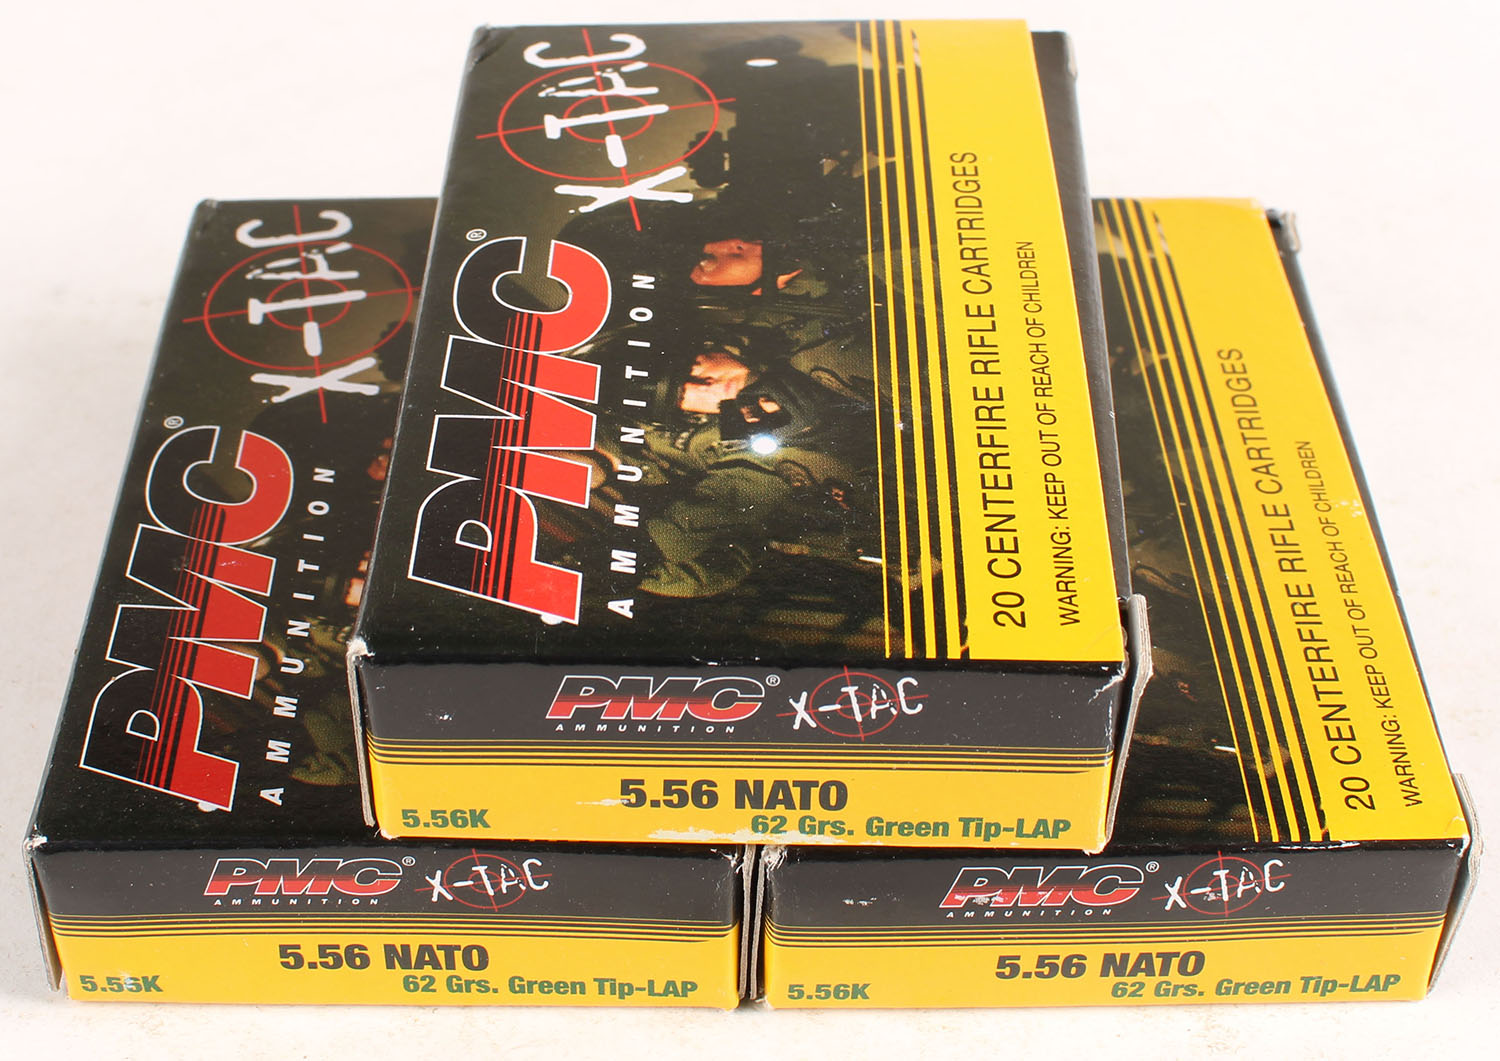 PMC®
AMMUNITION
X-TAC
20 CENTERFIRE RIFLE CARTRIDGES
WARNING: KEEP OUT OF REACH OF CHILDREN
PMC® X-TAC
AMMUNITION
5.56 NATO
5.56K
62 Grs. Green Tip-LAP
PMC®
AMMUNITION
X-TAC
PMC® X-TAC
AMMUNITION
5.56 NATO
5.56K
62 Grs. Green Tip-LAP
20 CENTERFIRE RIFLE CARTRIDGES
WARNING: KEEP OUT OF REACH OF CHILDREN
PMC® X-TAC
AMMUNITION
5.56 NATO
5.56K
62 Grs. Green Tip-LAP